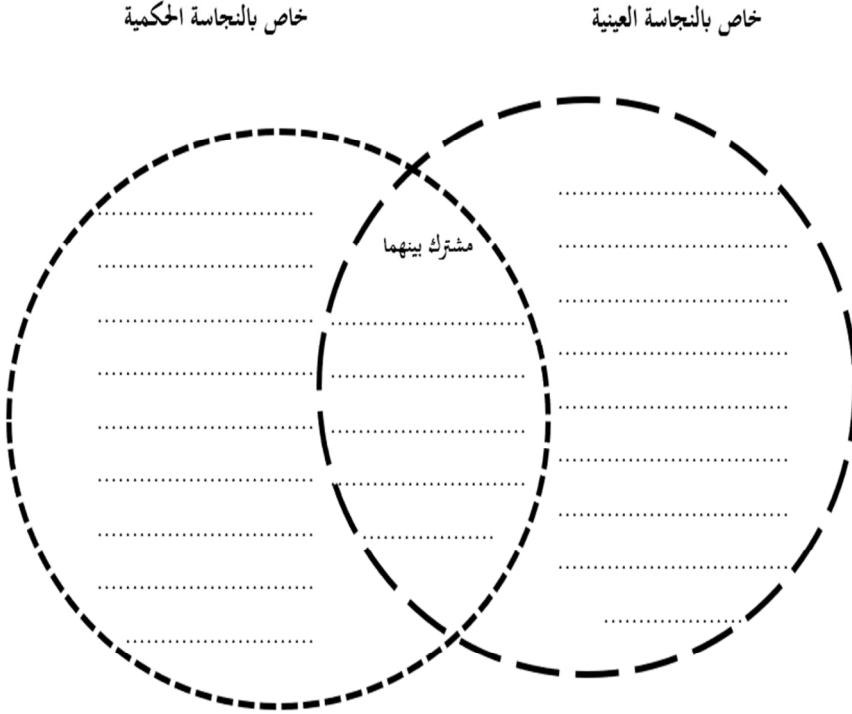 خاص بالنجاسة العينية
خاص بالنجاسة الحكمية
مشترك بينهما